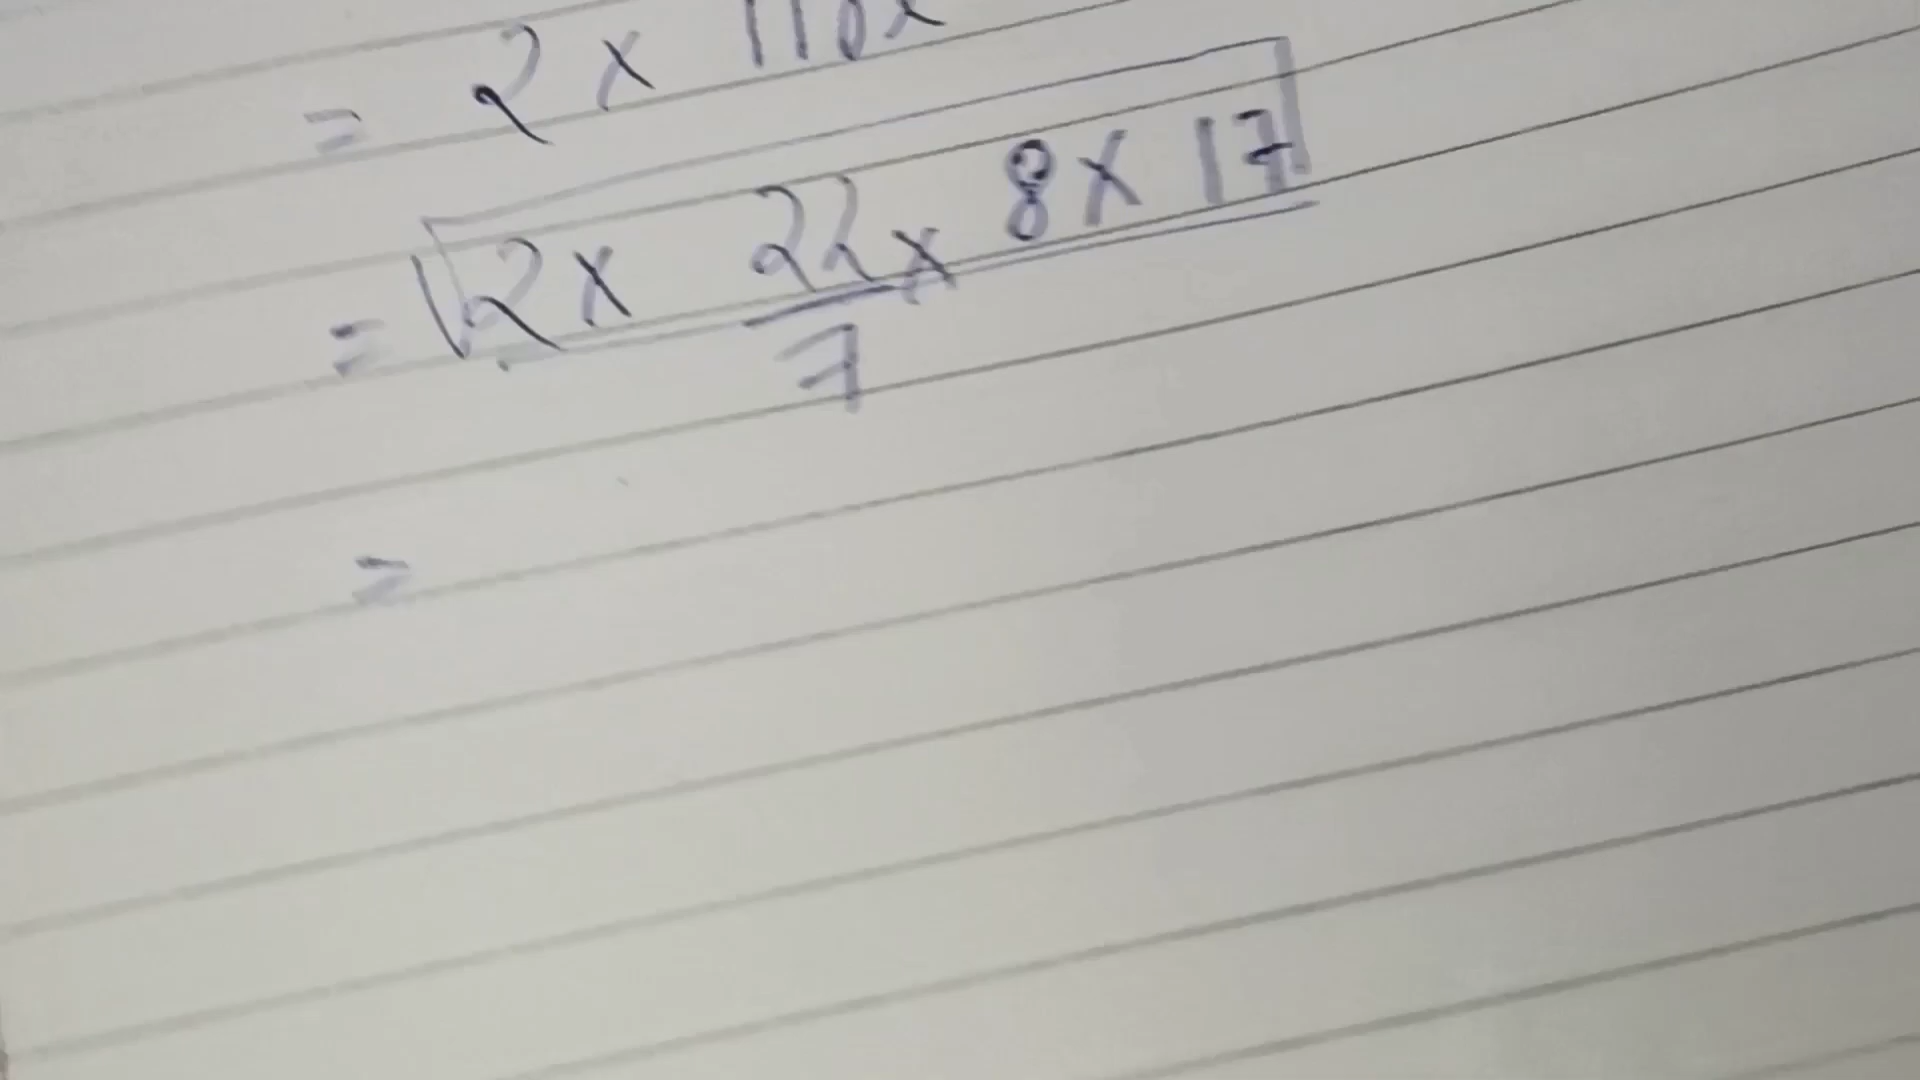 = 2 x
= √2 x 22/7 x 8 x 17
=